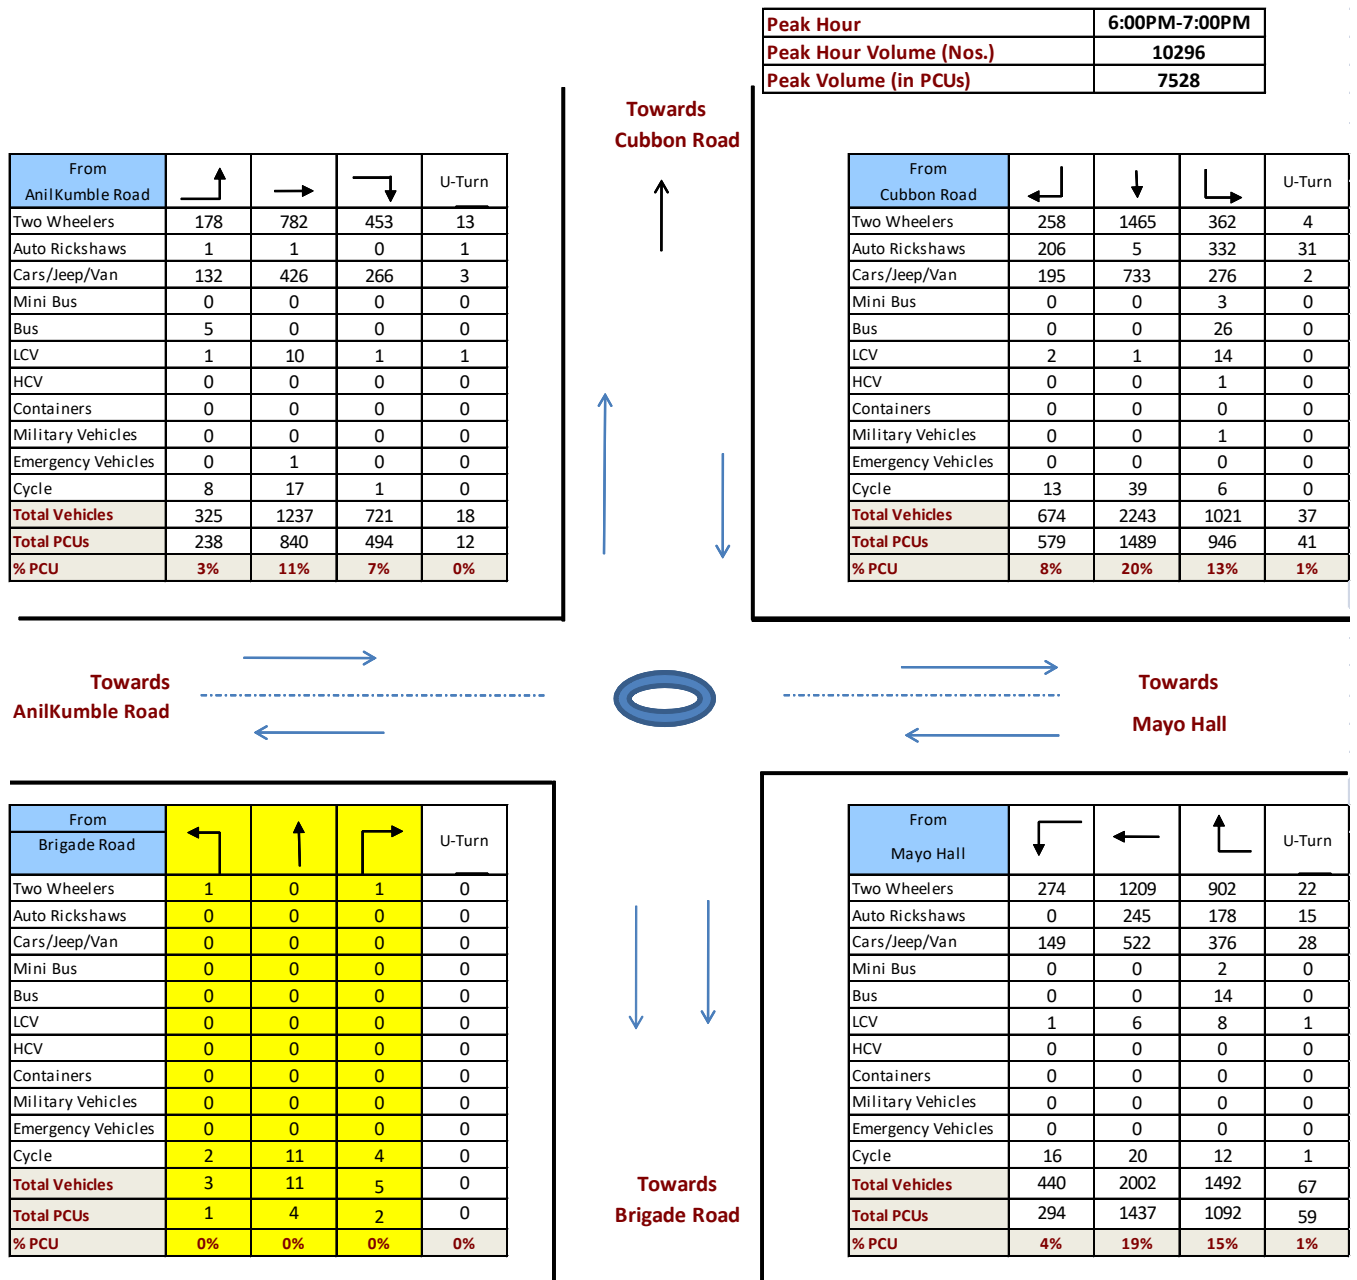 Peak Hour 6:00PM-7:00PM
Peak Hour Volume (Nos.) 10296
Peak Volume (in PCUs) 7528
Towards
Cubbon Road
From
AnilKumble Road U-Turn
Two Wheelers 178 782 453 13
Auto Rickshaws 1 1 0 1
Cars/Jeep/Van 132 426 266 3
Mini Bus 0 0 0 0
Bus 5 0 0 0
LCV 1 10 1 1
HCV 0 0 0 0
Containers 0 0 0 0
Military Vehicles 0 0 0 0
Emergency Vehicles 0 1 0 0
Cycle 8 17 1 0
Total Vehicles 325 1237 721 18
Total PCUs 238 840 494 12
% PCU 3% 11% 7% 0%
From
Cubbon Road U-Turn
Two Wheelers 258 1465 362 4
Auto Rickshaws 206 5 332 31
Cars/Jeep/Van 195 733 276 2
Mini Bus 0 0 3 0
Bus 0 0 26 0
LCV 2 1 14 0
HCV 0 0 1 0
Containers 0 0 0 0
Military Vehicles 0 0 1 0
Emergency Vehicles 0 0 0 0
Cycle 13 39 6 0
Total Vehicles 674 2243 1021 37
Total PCUs 579 1489 946 41
% PCU 8% 20% 13% 1%
Towards
AnilKumble Road
Towards
Mayo Hall
From
Brigade Road U-Turn
Two Wheelers 1 0 1 0
Auto Rickshaws 0 0 0 0
Cars/Jeep/Van 0 0 0 0
Mini Bus 0 0 0 0
Bus 0 0 0 0
LCV 0 0 0 0
HCV 0 0 0 0
Containers 0 0 0 0
Military Vehicles 0 0 0 0
Emergency Vehicles 0 0 0 0
Cycle 2 11 4 0
Total Vehicles 3 11 5 0
Total PCUs 1 4 2 0
% PCU 0% 0% 0% 0%
Towards
Brigade Road
From
Mayo Hall U-Turn
Two Wheelers 274 1209 902 22
Auto Rickshaws 0 245 178 15
Cars/Jeep/Van 149 522 376 28
Mini Bus 0 0 2 0
Bus 0 0 14 0
LCV 1 6 8 1
HCV 0 0 0 0
Containers 0 0 0 0
Military Vehicles 0 0 0 0
Emergency Vehicles 0 0 0 0
Cycle 16 20 12 1
Total Vehicles 440 2002 1492 67
Total PCUs 294 1437 1092 59
% PCU 4% 19% 15% 1%